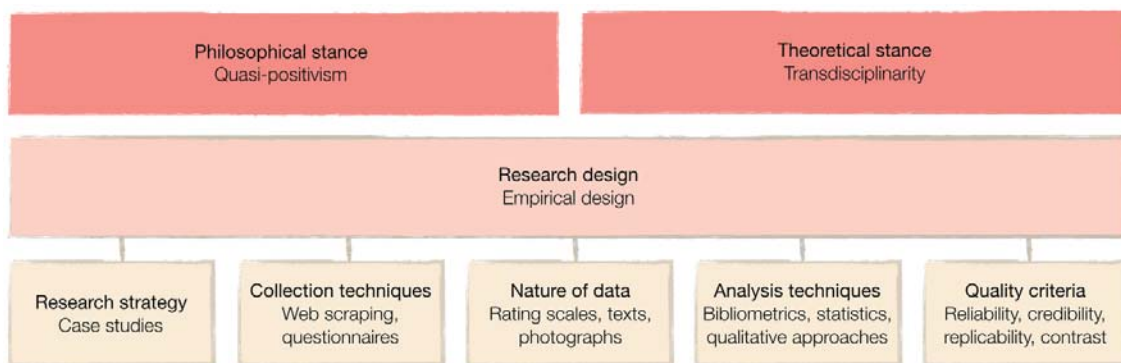 Philosophical stance
Quasi-positivism
Theoretical stance
Transdisciplinarity
Research design
Empirical design
Research strategy
Case studies
Collection techniques
Web scraping,
questionnaires
Nature of data
Rating scales, texts,
photographs
Analysis techniques
Bibliometrics, statistics,
qualitative approaches
Quality criteria
Reliability, credibility,
replicability, contrast